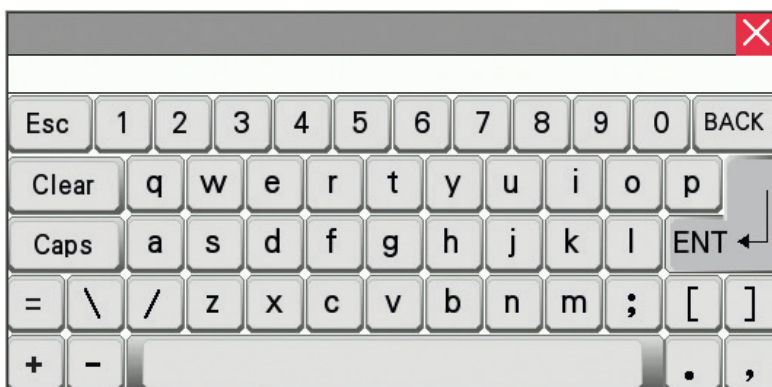 Esc 1 2 3 4 5 6 7 8 9 0 BACK
Clear q w e r t y u i o p
Caps a s d f g h j k l ENT
= \ / z x c v b n m ; [ ]
+ - . ,